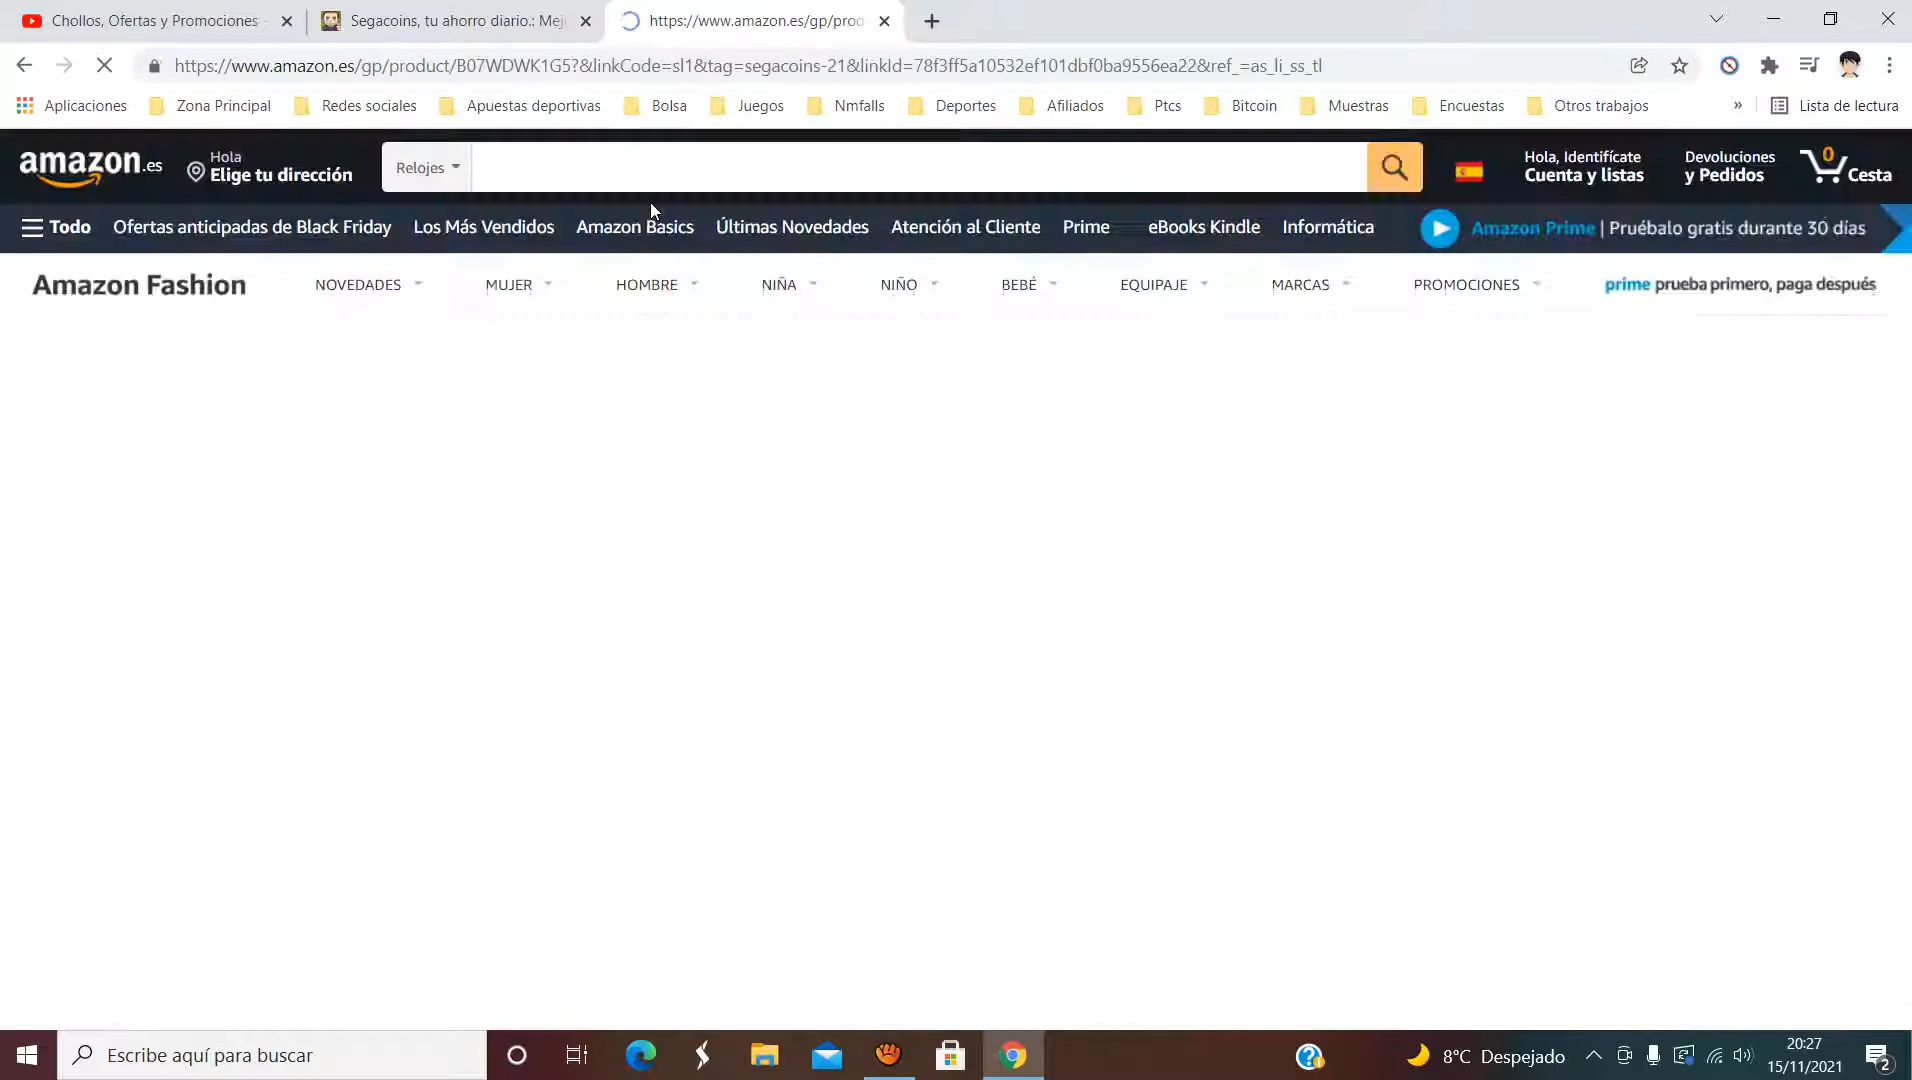 Chollos, Ofertas y Promociones - Segacoins, tu ahorro diario.: Mej https://www.amazon.es/gp/proc
https://www.amazon.es/gp/product/B07WDWK1G5?&linkCode=sl1&tag=segacoins-21&linkId=78f3ff5a10532ef101dbf0ba9556ea22&ref_=as_li_ss_tl
Aplicaciones Zona Principal Redes sociales Apuestas deportivas Bolsa Juegos Nmfalls Deportes Afiliados Ptcs Bitcoin Muestras Encuestas Otros trabajos » Lista de lectura
amazon.es Hola Elige tu dirección Relojes Hola, Identifícate Cuenta y listas Devoluciones y Pedidos 0 Cesta
Todo Ofertas anticipadas de Black Friday Los Más Vendidos Amazon Basics Últimas Novedades Atención al Cliente Prime eBooks Kindle Informática Amazon Prime | Pruébalo gratis durante 30 días
Amazon Fashion NOVEDADES MUJER HOMBRE NIÑA NIÑO BEBÉ EQUIPAJE MARCAS PROMOCIONES prime prueba primero, paga después
Escribe aquí para buscar 8°C Despejado 20:27
15/11/2021 2